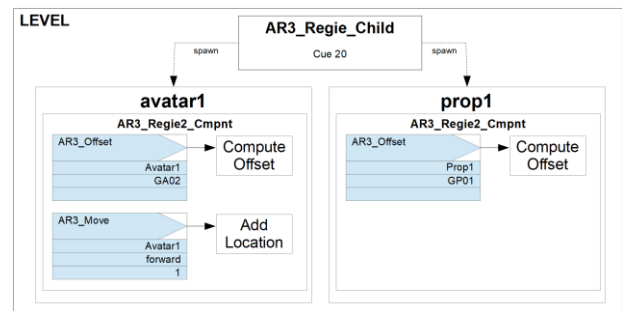 LEVEL
AR3_Regie_Child
Cue 20
spawn
spawn
avatar1
AR3_Regie2_Cmpnt
AR3_Offset
Compute
Offset
Avatar1
GA02
AR3_Move
Add
Location
Avatar1
forward
1
prop1
AR3_Regie2_Cmpnt
AR3_Offset
Compute
Offset
Prop1
GP01